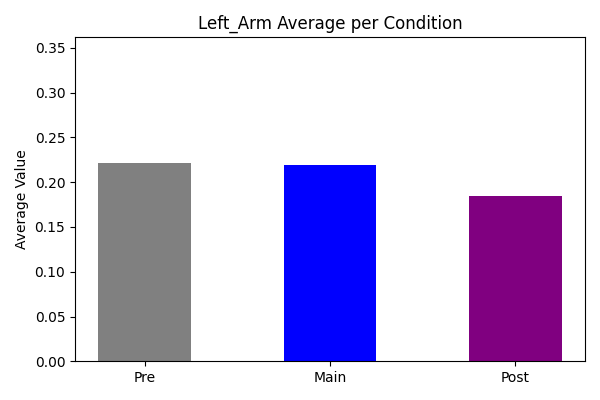 Left_Arm Average per Condition
Average Value
0.35
0.30
0.25
0.20
0.15
0.10
0.05
0.00
Pre
Main
Post